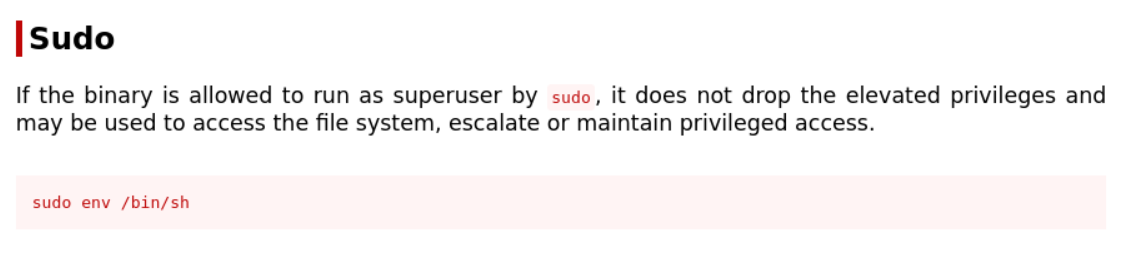 Sudo
If the binary is allowed to run as superuser by sudo, it does not drop the elevated privileges and
may be used to access the file system, escalate or maintain privileged access.
sudo env /bin/sh